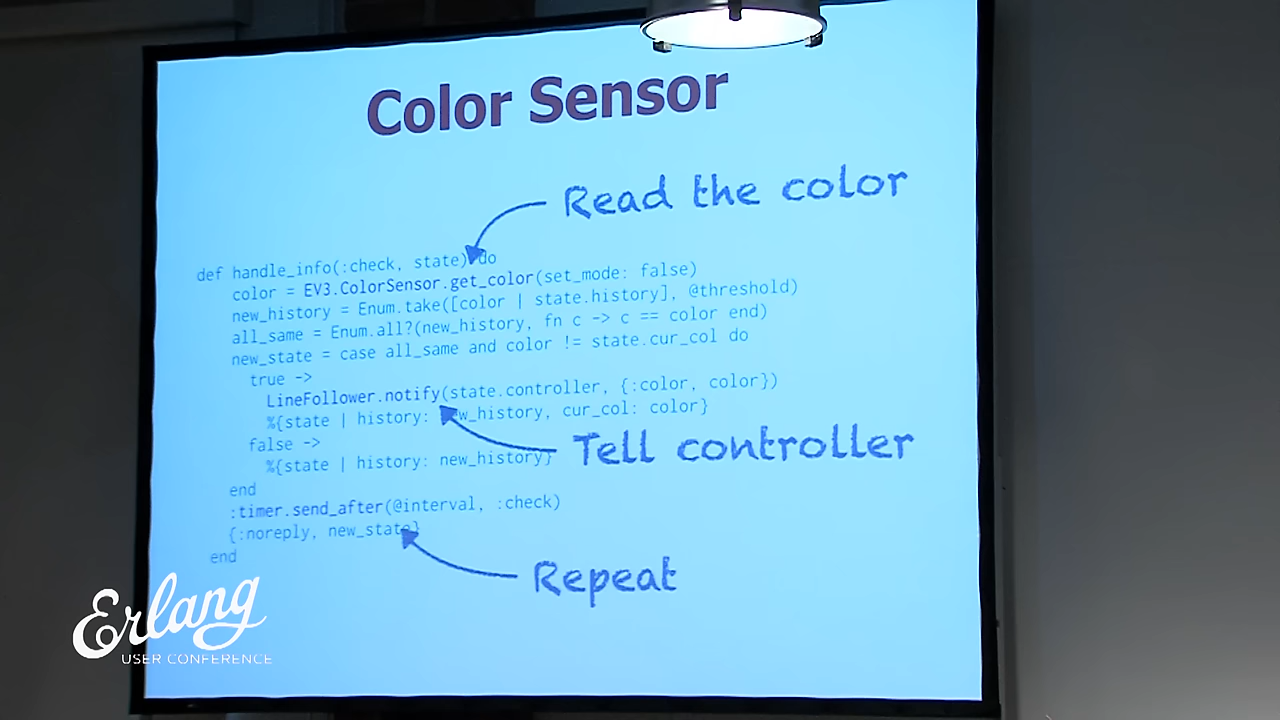 Color Sensor
Read the color
def handle_info(:check, state) do
color = EV3.ColorSensor.get_color(set_mode: false)
new_history = Enum.take([color | state.history], @threshold)
all_same = Enum.all?(new_history, fn c -> c == color end)
new_state = case all_same and color != state.cur_col do
true ->
LineFollower.notify(state.controller, {:color, color})
%{state | history: new_history, cur_col: color}
false ->
Tell controller
%{state | history: new_history}
end
:timer.send_after(@interval, :check)
{:noreply, new_state}
end
Repeat
Erlang
USER CONFERENCE